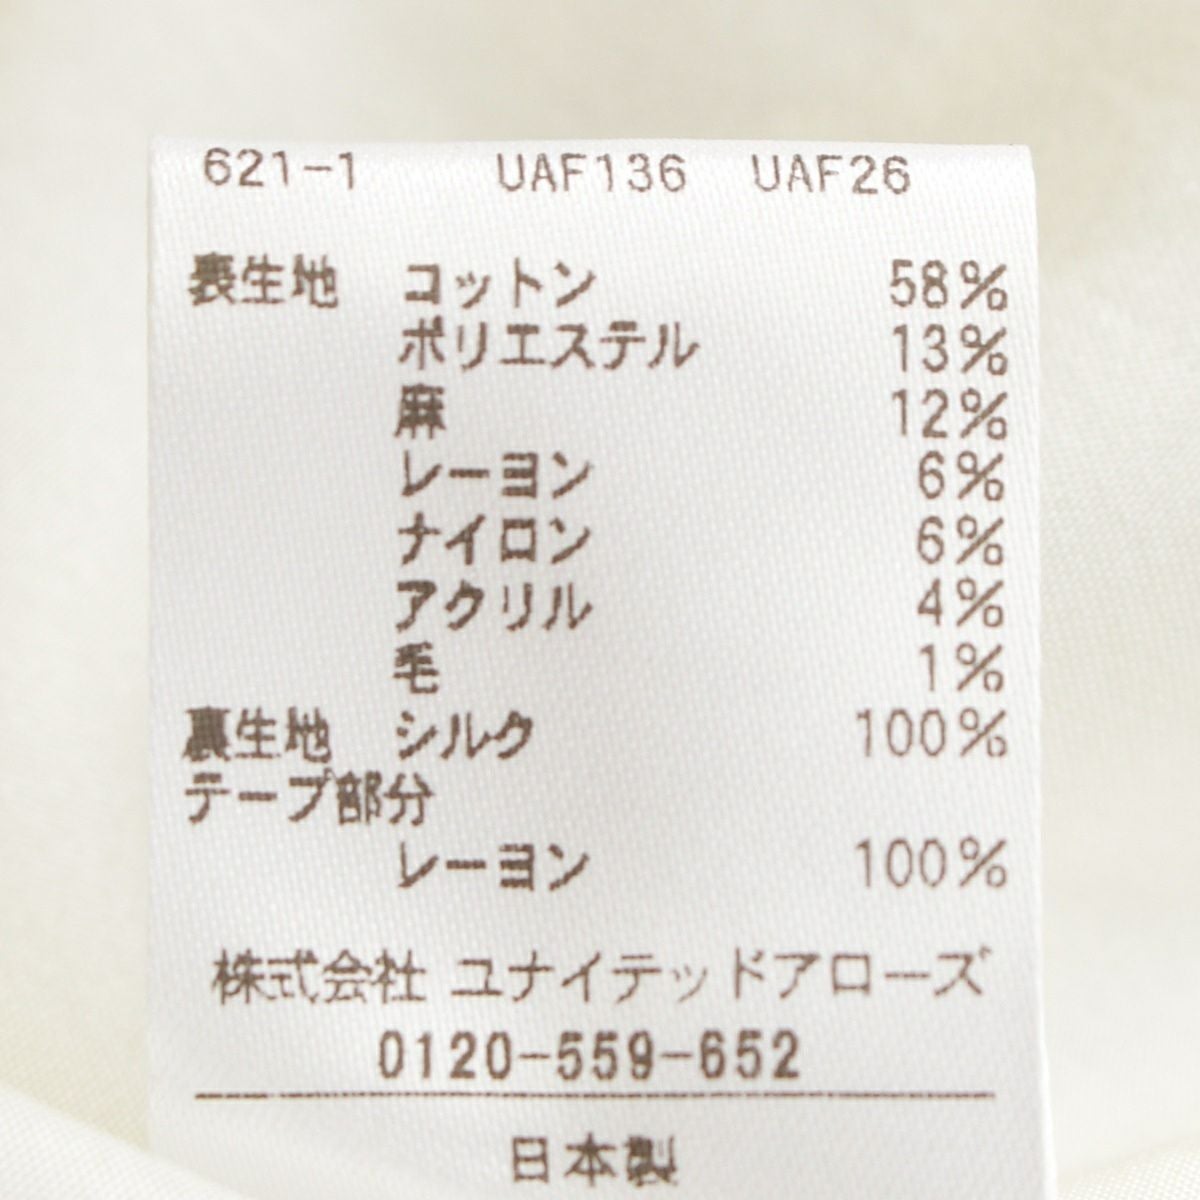 621-1 UAF136 UAF26
表生地 コットン 58%
ポリエステル 13%
麻 12%
レーヨン 6%
ナイロン 6%
アクリル 4%
毛 1%
裏生地 シルク 100%
テープ部分
レーヨン 100%
株式会社 ユナイテッドアローズ
0120-559-652
日本製